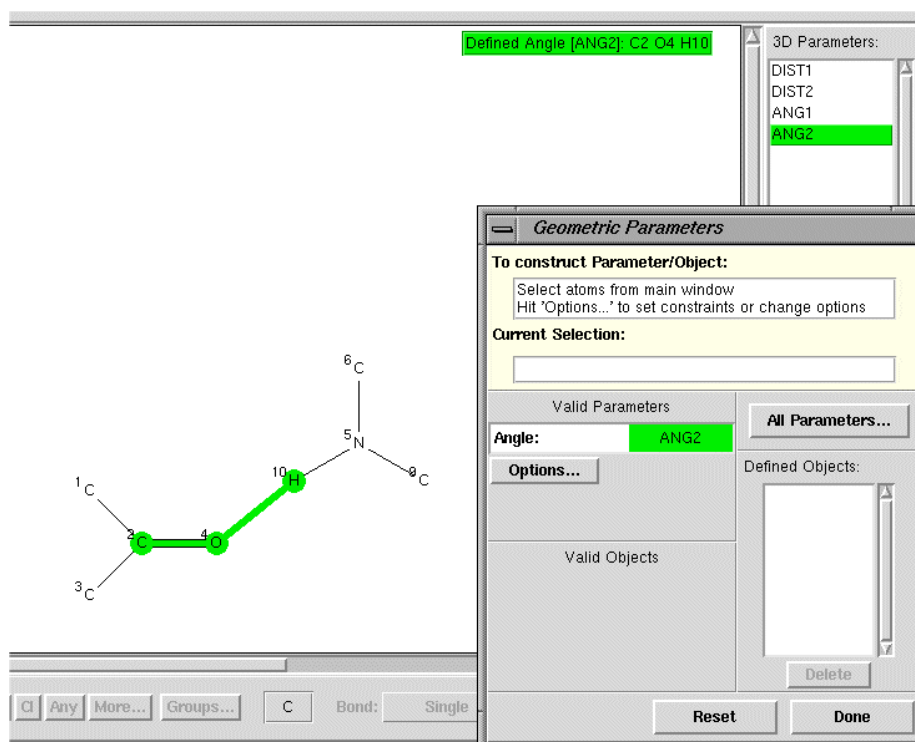 Defined Angle [ANG2]: C2 O4 H10
3D Parameters:
DIST1
DIST2
ANG1
ANG2
Geometric Parameters
To construct Parameter/Object:
Select atoms from main window
Hit 'Options...' to set constraints or change options
Current Selection:
Valid Parameters
All Parameters...
Angle:
ANG2
Options...
Defined Objects:
Valid Objects
Delete
Reset
Done
6 C
5 N
10 H
9 C
1 C
2 C
4 O
3 C
Cl
Any
More...
Groups...
C
Bond:
Single